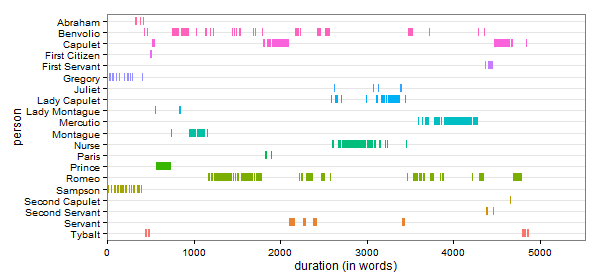 Abraham
Benvolio
Capulet
First Citizen
First Servant
Gregory
Juliet
Lady Capulet
Lady Montague
Mercutio
Montague
Nurse
Paris
Prince
Romeo
Sampson
Second Capulet
Second Servant
Servant
Tybalt
person
0 1000 2000 3000 4000 5000
duration (in words)